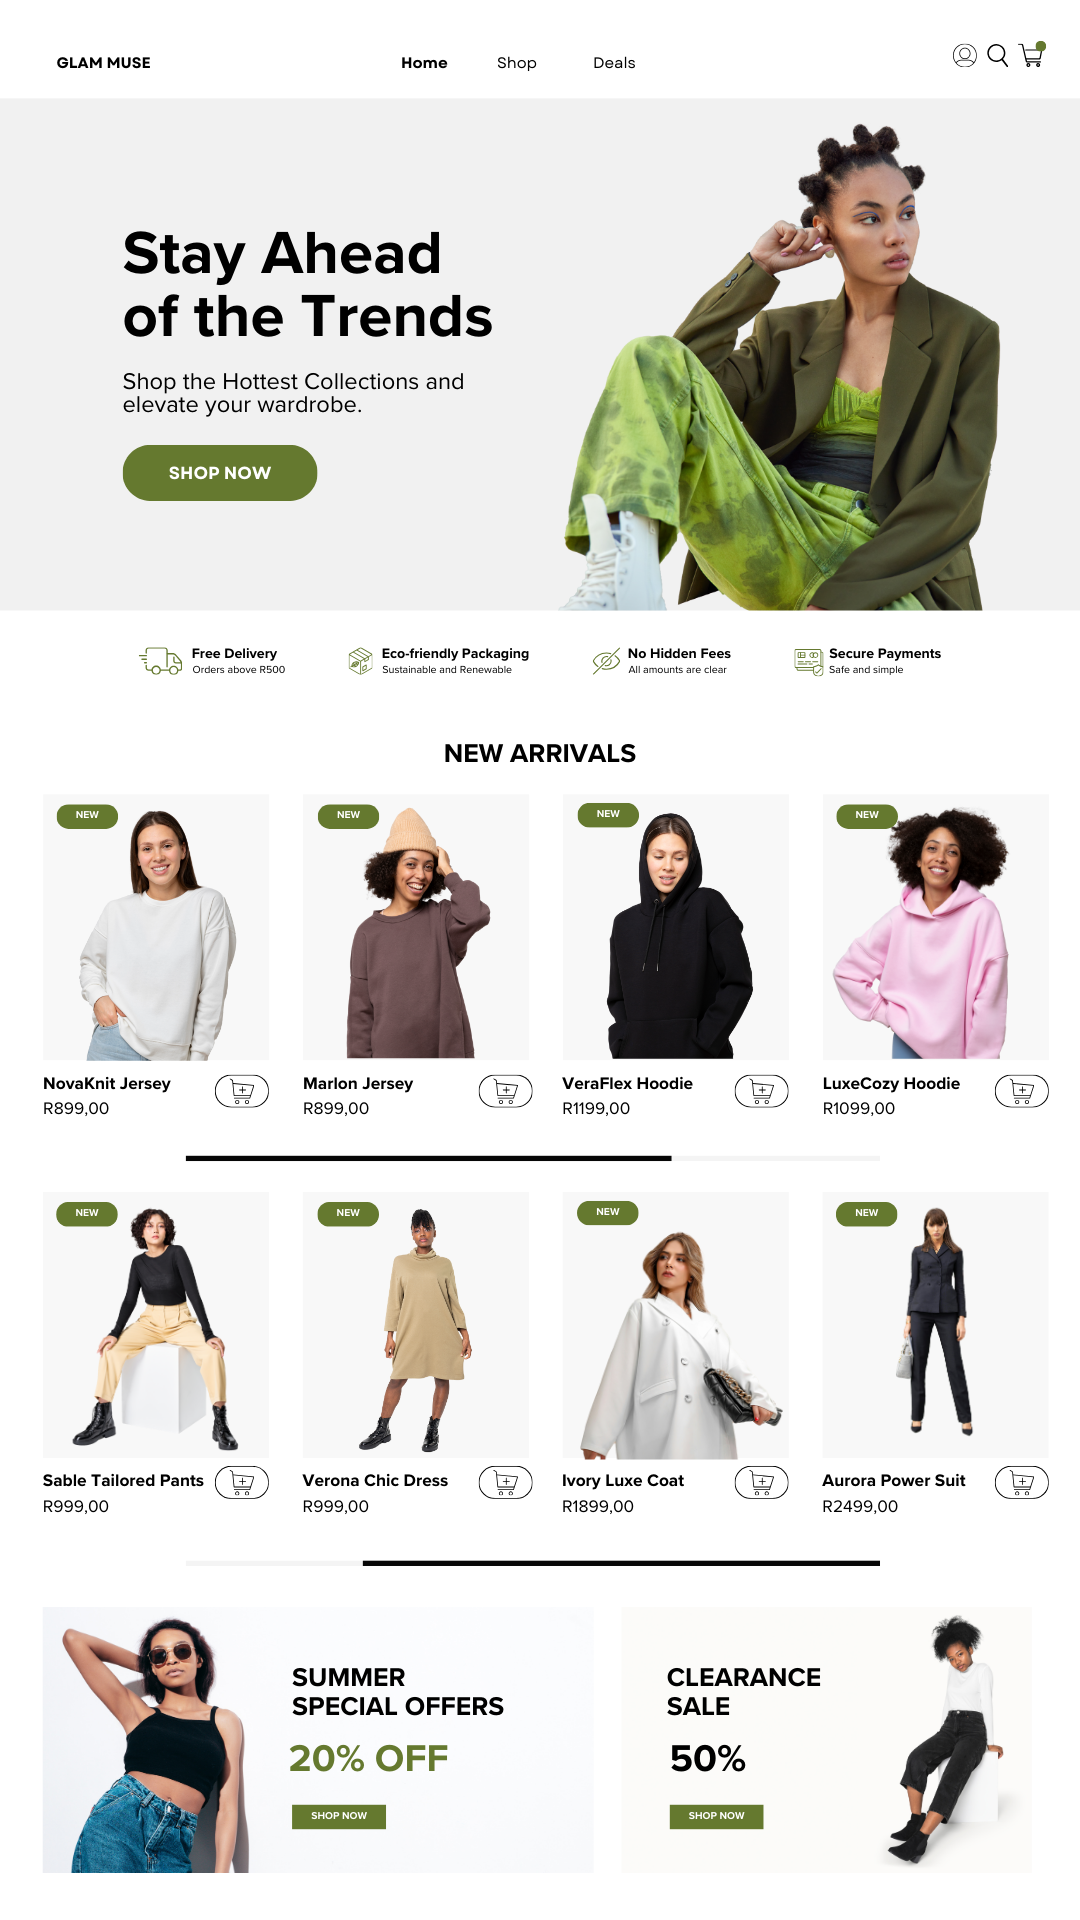 GLAM MUSE
Home
Shop
Deals
Stay Ahead
of the Trends
Shop the Hottest Collections and
elevate your wardrobe.
SHOP NOW
Free Delivery
Orders above R500
Eco-friendly Packaging
Sustainable and Renewable
No Hidden Fees
All amounts are clear
Secure Payments
Safe and simple
NEW ARRIVALS
NEW
NEW
NEW
NEW
NovaKnit Jersey
R899,00
Marlon Jersey
R899,00
VeraFlex Hoodie
R1199,00
LuxeCozy Hoodie
R1099,00
NEW
NEW
NEW
NEW
Sable Tailored Pants
R999,00
Verona Chic Dress
R999,00
Ivory Luxe Coat
R1899,00
Aurora Power Suit
R2499,00
SUMMER
SPECIAL OFFERS
20% OFF
SHOP NOW
CLEARANCE
SALE
50%
SHOP NOW